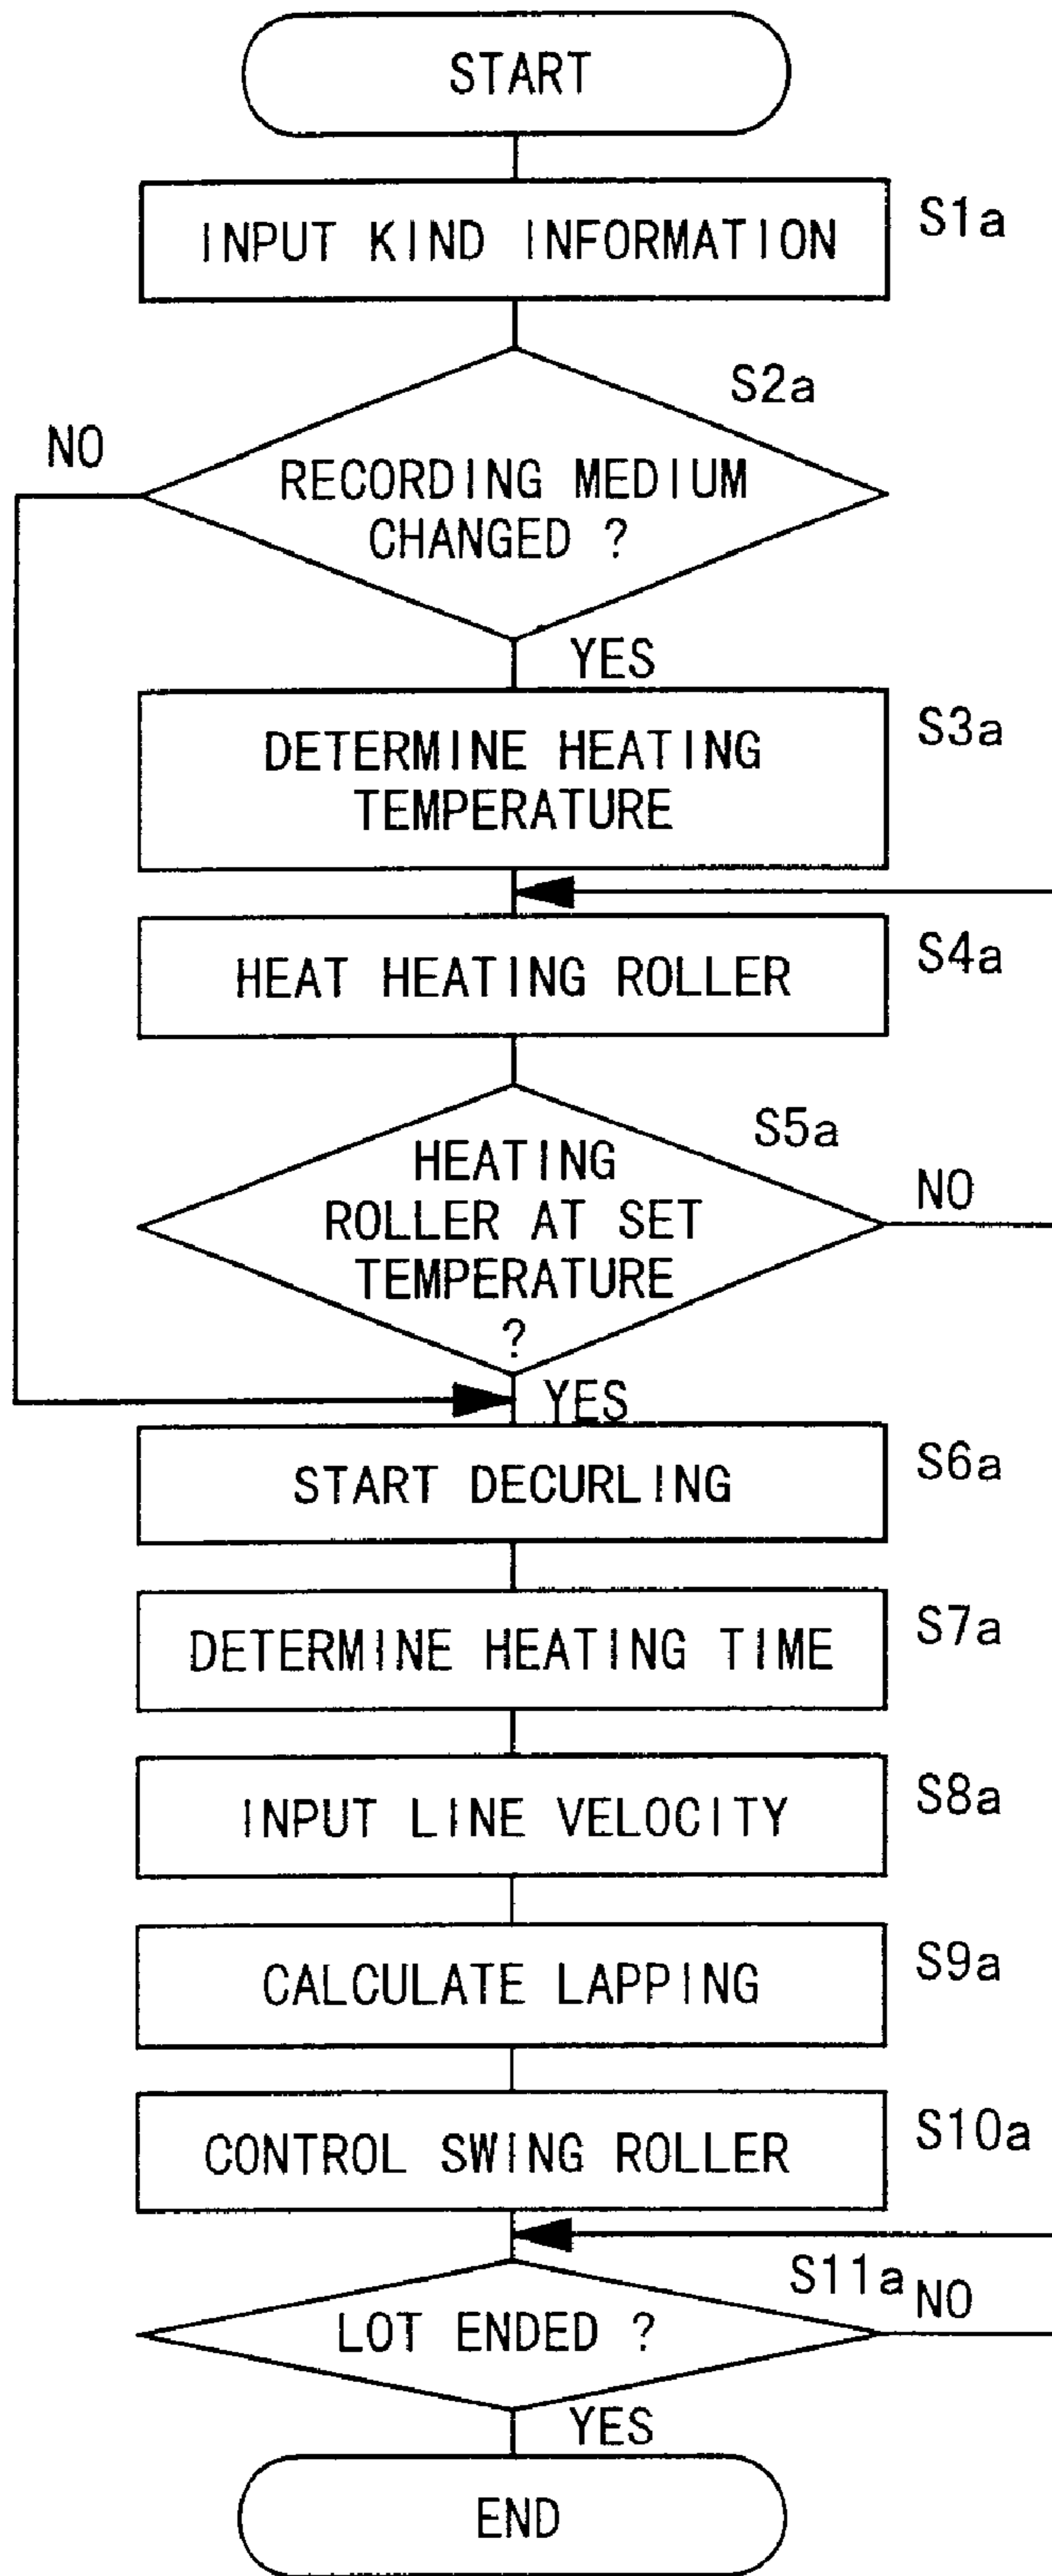 START
INPUT KIND INFORMATION
S1a
S2a
NO
RECORDING MEDIUM
CHANGED ?
YES
DETERMINE HEATING
TEMPERATURE
S3a
HEAT HEATING ROLLER
S4a
S5a
HEATING
ROLLER AT SET
TEMPERATURE
?
NO
YES
START DECURLING
S6a
DETERMINE HEATING TIME
S7a
INPUT LINE VELOCITY
S8a
CALCULATE LAPPING
S9a
CONTROL SWING ROLLER
S10a
S11a
NO
LOT ENDED ?
YES
END